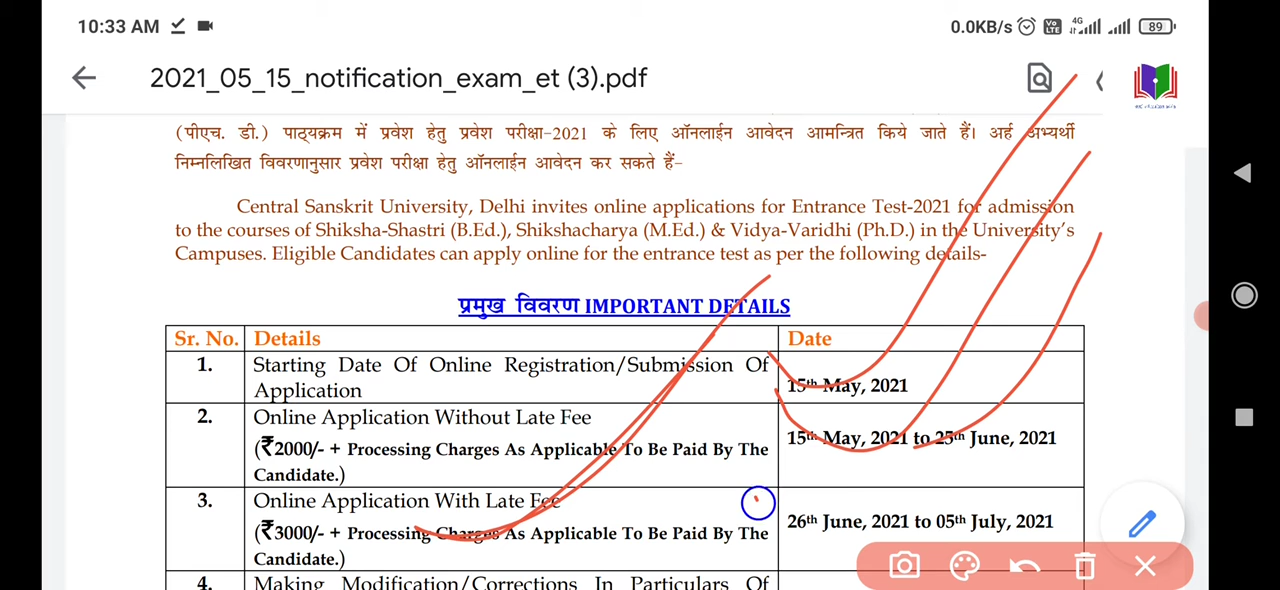 10:33 AM
0.0KB/s
Vo LTE
4G
89
2021_05_15_notification_exam_et (3).pdf
(पीएच. डी.) पाठ्यक्रम में प्रवेश हेतु प्रवेश परीक्षा-2021 के लिए ऑनलाईन आवेदन आमन्त्रित किये जाते हैं। अर्ह अभ्यर्थी
निम्नलिखित विवरणानुसार प्रवेश परीक्षा हेतु ऑनलाईन आवेदन कर सकते हैं-
Central Sanskrit University, Delhi invites online applications for Entrance Test-2021 for admission
to the courses of Shiksha-Shastri (B.Ed.), Shikshacharya (M.Ed.) & Vidya-Varidhi (Ph.D.) in the University's
Campuses. Eligible Candidates can apply online for the entrance test as per the following details-
प्रमुख विवरण IMPORTANT DETAILS
Sr. No. Details Date
1. Starting Date Of Online Registration/Submission Of
Application
15th May, 2021
2. Online Application Without Late Fee
(₹2000/- + Processing Charges As Applicable To Be Paid By The
Candidate.)
15th May, 2021 to 25th June, 2021
3. Online Application With Late Fee
(₹3000/- + Processing Charges As Applicable To Be Paid By The
Candidate.)
26th June, 2021 to 05th July, 2021
4. Making Modification/Corrections In Particulars Of